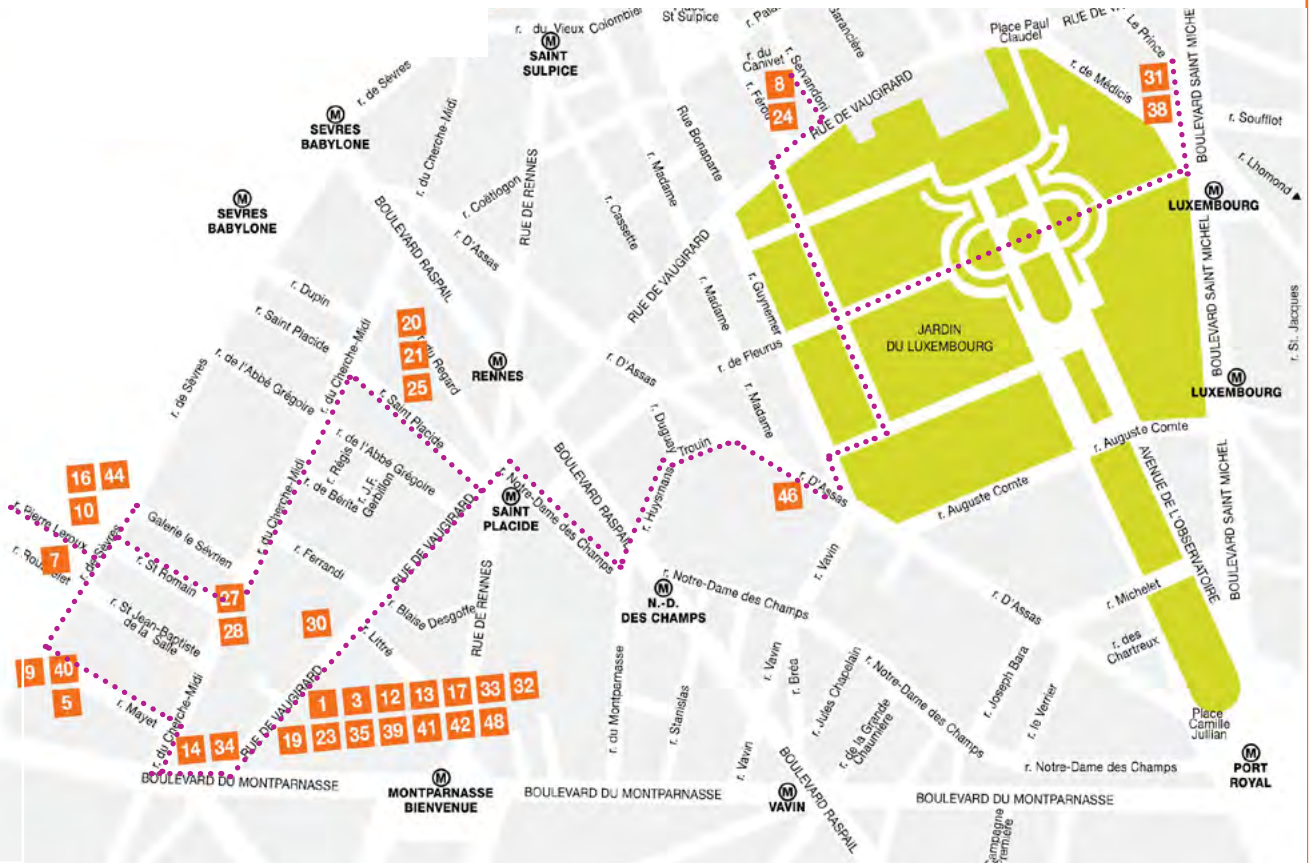 r. du Vieux Colombier
St Sulpice
r. Pala
Garancière
Place Paul
Claudel
RUE DE V
Le Prince
BOULEVARD SAINT MICHE
M
SAINT
SULPICE
r. du
Canivet
r. Servandoni
r. Férou
8
24
RUE DE VAUGIRARD
r. de Médicis
31
38
r. Soufflot
r. Lhomond
r. de Sèvres
M
SEVRES
BABYLONE
r. du Cherche-Midi
Rue Bonaparte
r. Madame
RUE DE RENNES
r. Coëtlogon
r. Cassette
M
SEVRES
BABYLONE
BOULEVARD RASPAIL
r. D'Assas
RUE DE VAUGIRARD
M
LUXEMBOURG
BOULEVARD SAINT MICHEL
r. St. Jacques
r. Dupin
r. Saint Placide
r. de l'Abbé Grégoire
r. du Cherche-Midi
20
21
25
r. du Regard
r. Madame
r. Guynemer
r. de Fleurus
JARDIN
DU LUXEMBOURG
M
RENNES
r. D'Assas
r. Madame
M
LUXEMBOURG
r. de Sèvres
r. Saint Placide
r. Duguay
Trouin
r. Huysmans
BOULEVARD RASPAIL
r. Auguste Comte
r. de l'Abbé Grégoire
r. Régis
r. J.F.
Gerbillon
r. de Bérite
16
44
10
r. Pierre Leroux
r. de Sèvres
Galerie le Sévrien
r. du Cherche-Midi
RUE DE VAUGIRARD
M
SAINT
PLACIDE
r. Notre-Dame des Champs
46
r. D'Assas
r. Auguste Comte
AVENUE DE L'OBSERVATOIRE
BOULEVARD SAINT MICHEL
7
r. St Romain
r. Ferrandi
r. Vavin
M
N.-D.
DES CHAMPS
r. Notre-Dame des Champs
r. D'Assas
r. Michelet
27
28
30
r. St Jean-Baptiste
de la Salle
r. Blaise Desgoffe
r. Littré
RUE DE RENNES
r. des
Chartreux
9
40
5
r. Mayet
r. du Cherche-Midi
RUE DE VAUGIRARD
1
3
12
13
17
33
32
19
23
35
39
41
42
48
14
34
r. du Montparnasse
r. Stanislas
r. Vavin
r. Bréa
r. Jules Chapelain
r. de la Grande
Chaumière
r. Notre-Dame des Champs
r. Joseph Bara
r. le Verrier
Place
Camille
Jullian
BOULEVARD DU MONTPARNASSE
M
MONTPARNASSE
BIENVENUE
BOULEVARD DU MONTPARNASSE
r. Vavin
M
VAVIN
BOULEVARD RASPAIL
r. Notre-Dame des Champs
BOULEVARD DU MONTPARNASSE
M
PORT
ROYAL